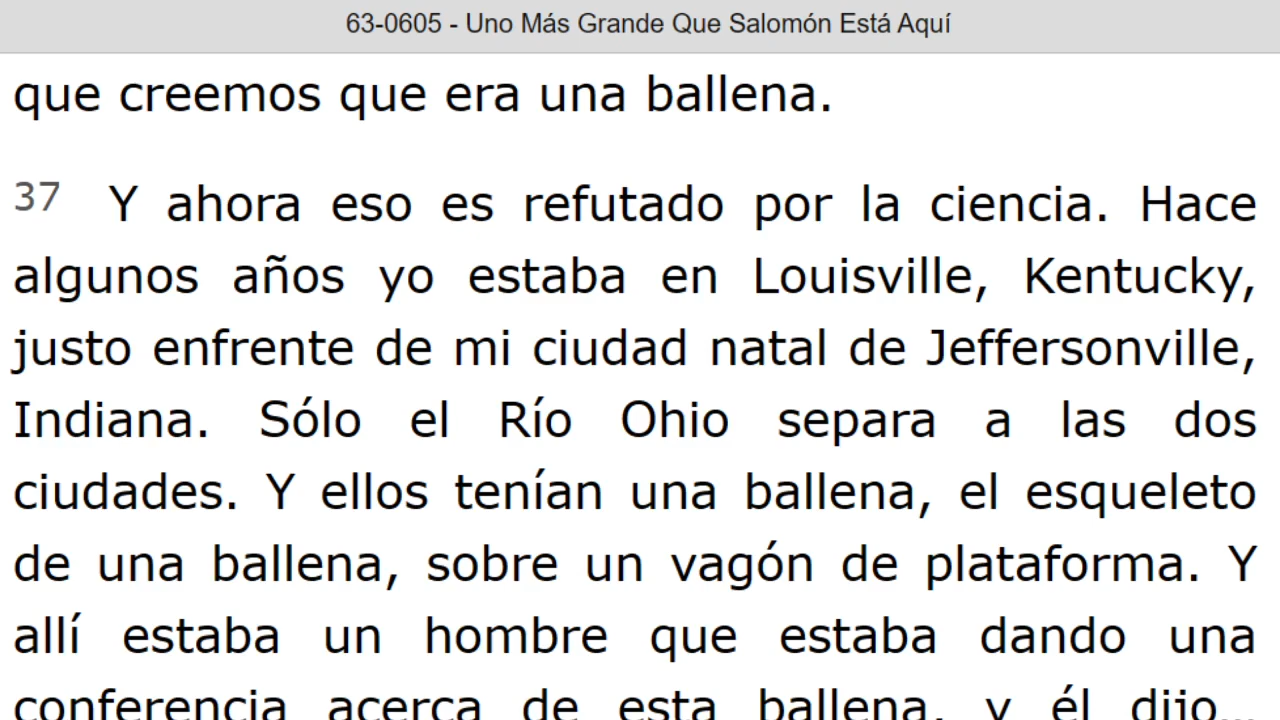 63-0605 - Uno Más Grande Que Salomón Está Aquí
que creemos que era una ballena.
37 Y ahora eso es refutado por la ciencia. Hace
algunos años yo estaba en Louisville, Kentucky,
justo enfrente de mi ciudad natal de Jeffersonville,
Indiana. Sólo el Río Ohio separa a las dos
ciudades. Y ellos tenían una ballena, el esqueleto
de una ballena, sobre un vagón de plataforma. Y
allí estaba un hombre que estaba dando una
conferencia acerca de esta ballena, y él dijo...